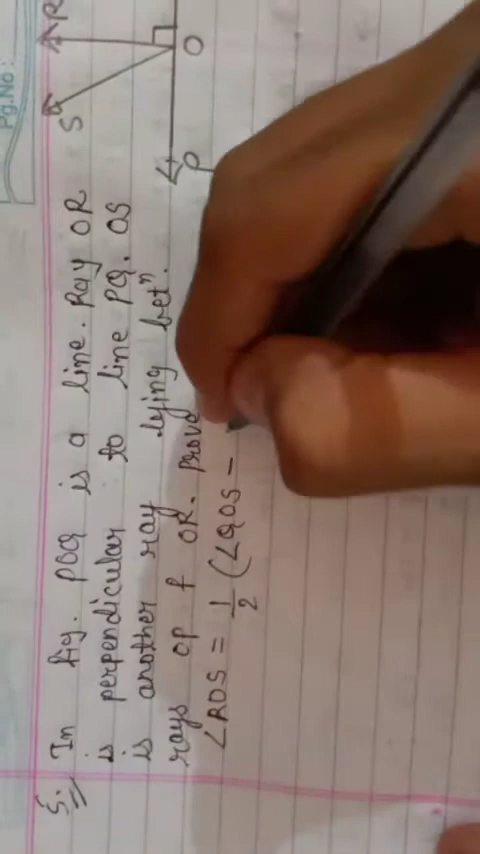 Pg.No.:
5. In fig. POQ is a line. Ray OR
is perpendicular to line PQ. OS
is another ray lying betⁿ.
rays OP f OR. prove
∠ROS = 1/2 (∠QOS -
R
S
O
P